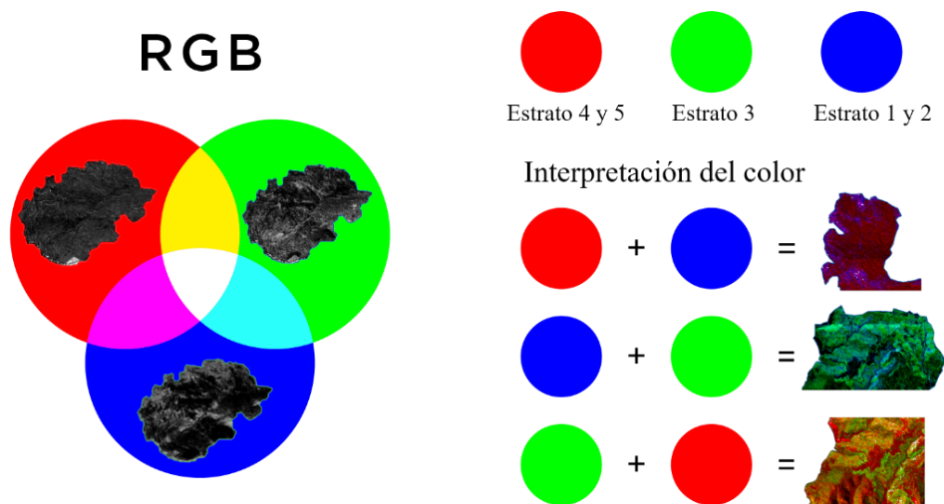 RGB
Estrato 4 y 5
Estrato 3
Estrato 1 y 2
Interpretación del color
+ =
+ =
+ =